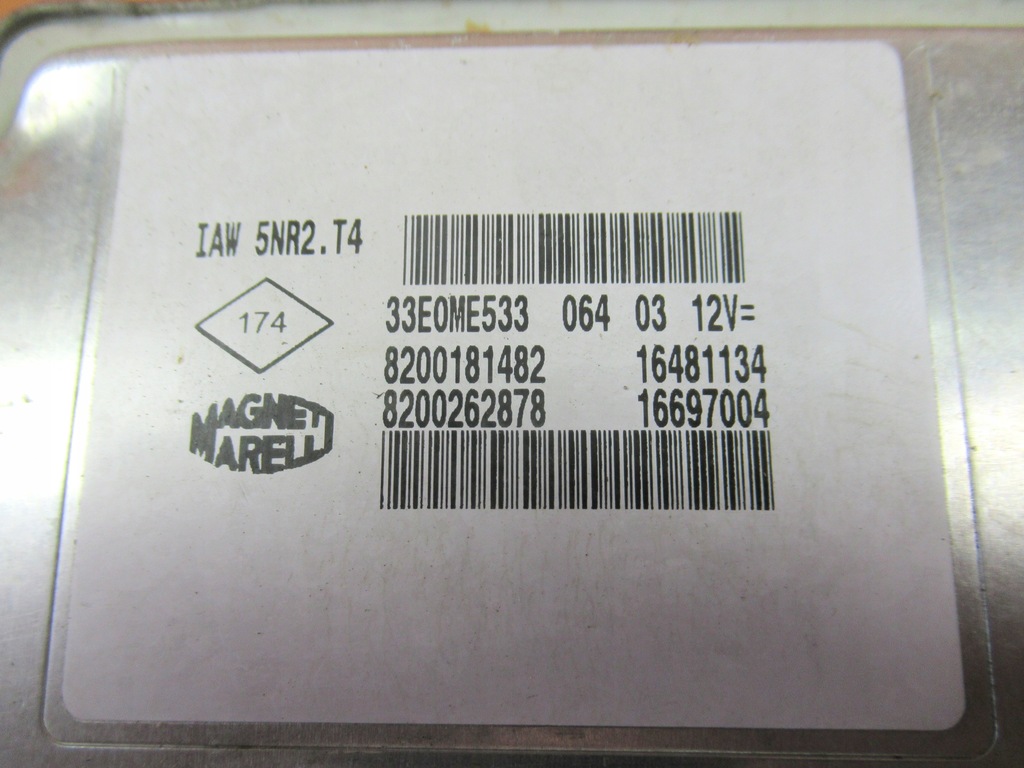 IAW 5NR2.T4
174
33E0ME533 064 03 12V=
8200181482 16481134
8200262878 16697004
MAGNETI
MARELLI